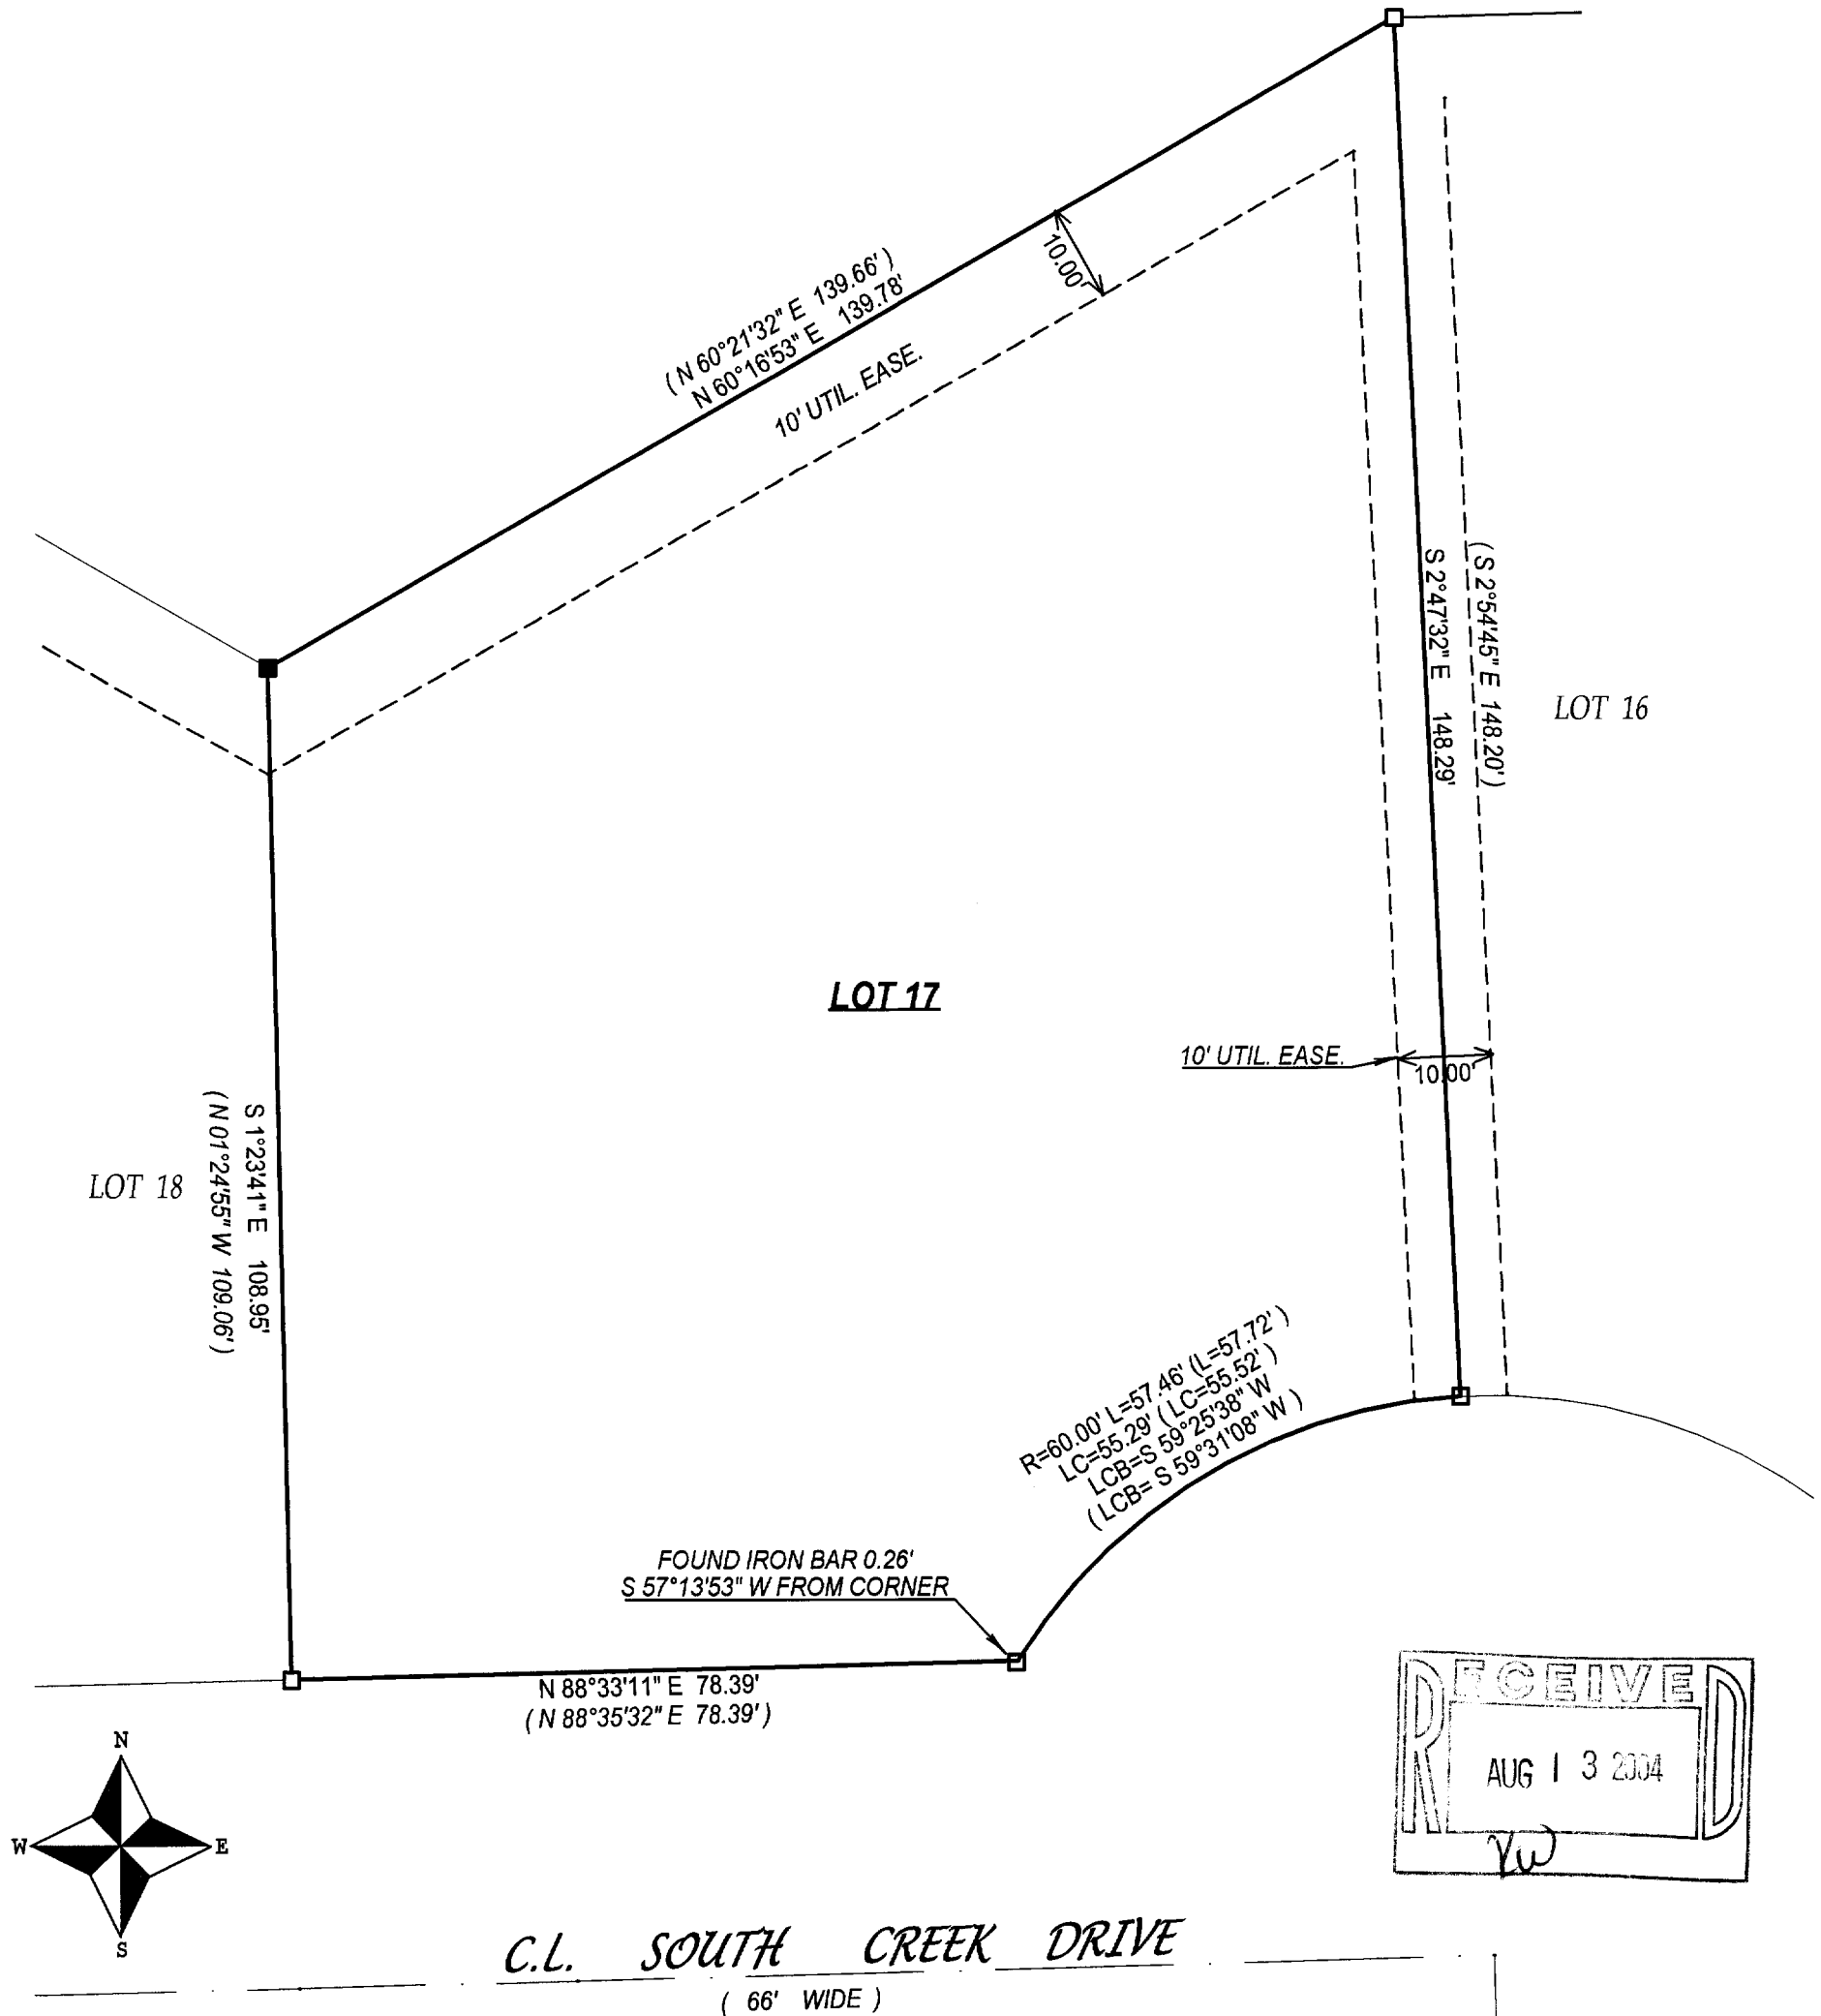 ( N 60°21'32" E 139.66')
N 60°16'53" E 139.78'
10.00'
10' UTIL. EASE.
S 2°47'32" E 148.29'
( S 2°54'45" E 148.20')
LOT 16
LOT 17
10' UTIL. EASE.
10.00'
LOT 18
S 1°23'41" E 108.95'
( N 01°24'55" W 109.06')
R=60.00' L=57.46' (L=57.72' )
LC=55.29' ( LC=55.52' )
LCB=S 59°25'38" W
( LCB= S 59°31'08" W )
FOUND IRON BAR 0.26'
S 57°13'53" W FROM CORNER
N 88°33'11" E 78.39'
( N 88°35'32" E 78.39' )
RECEIVED
AUG 13 2004
N
W E
S
C.L. SOUTH CREEK DRIVE
( 66' WIDE )